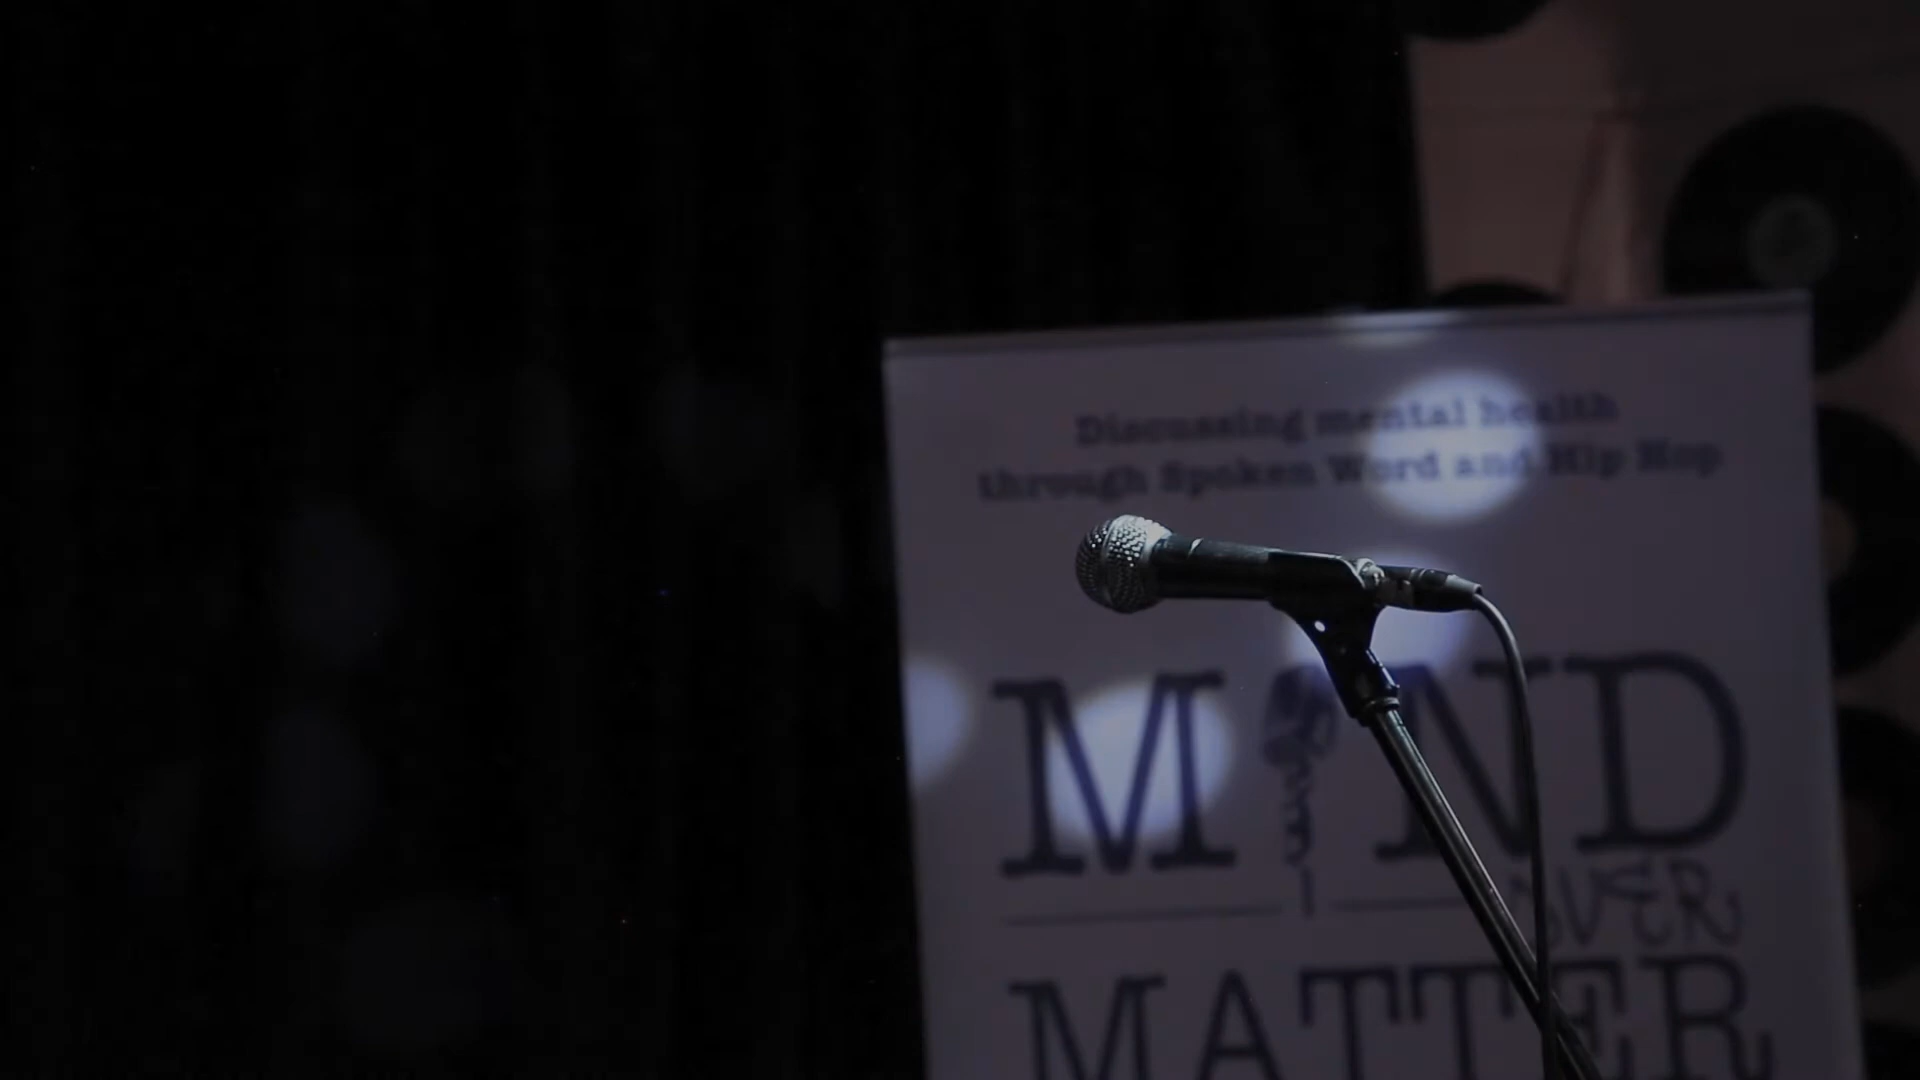 Discussing mental health
through Spoken Word and Hip Hop
MIND
OVER
MATTER